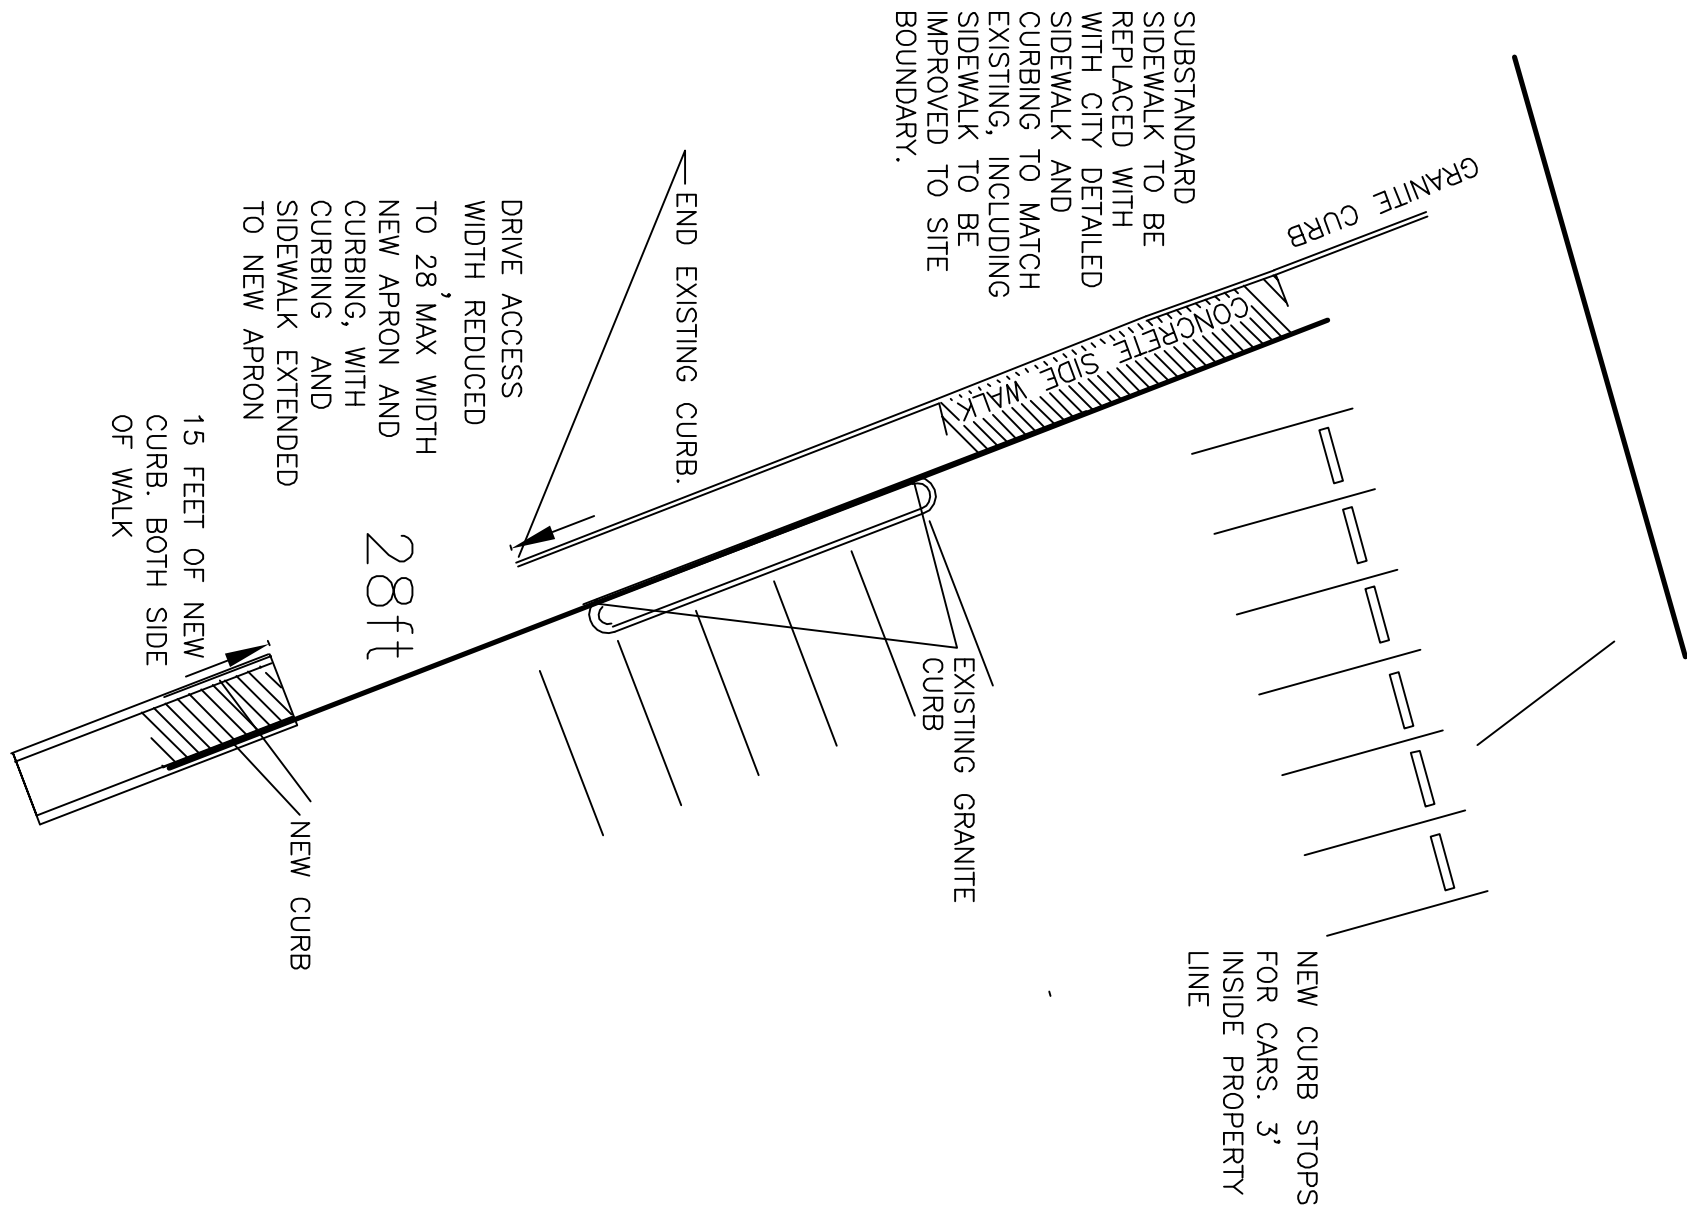 SUBSTANDARD
SIDEWALK TO BE
REPLACED WITH
WITH CITY DETAILED
SIDEWALK AND
CURBING TO MATCH
EXISTING, INCLUDING
SIDEWALK TO BE
IMPROVED TO SITE
BOUNDARY.
GRANITE CURB
CONCRETE SIDE WALK
END EXISTING CURB.
DRIVE ACCESS
WIDTH REDUCED
TO 28' MAX WIDTH
NEW APRON AND
CURBING, WITH
CURBING AND
SIDEWALK EXTENDED
TO NEW APRON
28ft
15 FEET OF NEW
CURB. BOTH SIDE
OF WALK
EXISTING GRANITE
CURB
NEW CURB
NEW CURB STOPS
FOR CARS. 3'
INSIDE PROPERTY
LINE